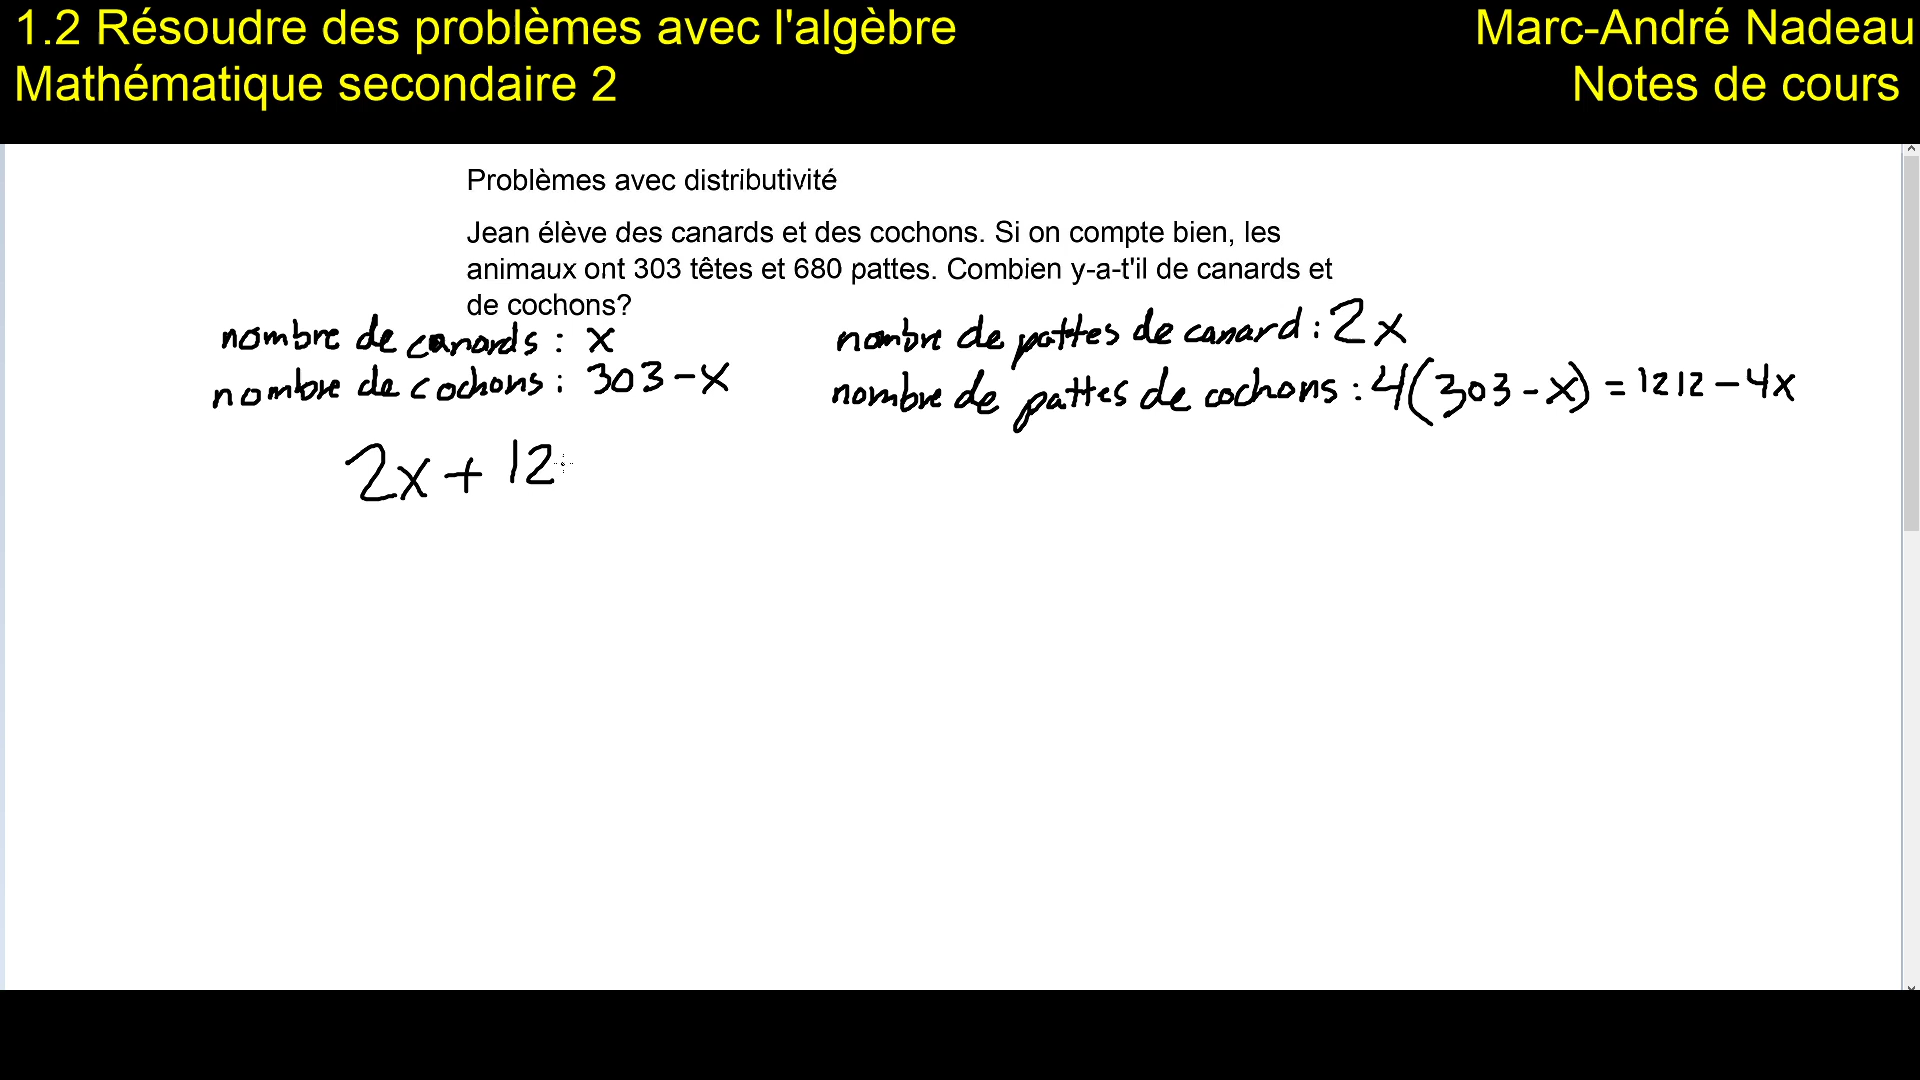 1.2 Résoudre des problèmes avec l'algèbre
Mathématique secondaire 2
Marc-André Nadeau
Notes de cours
Problèmes avec distributivité
Jean élève des canards et des cochons. Si on compte bien, les
animaux ont 303 têtes et 680 pattes. Combien y-a-t'il de canards et
de cochons?
nombre de canards : x
nombre de cochons : 303-x
nombre de pattes de canard : 2x
nombre de pattes de cochons : 4(303-x) = 1212-4x
2x + 12